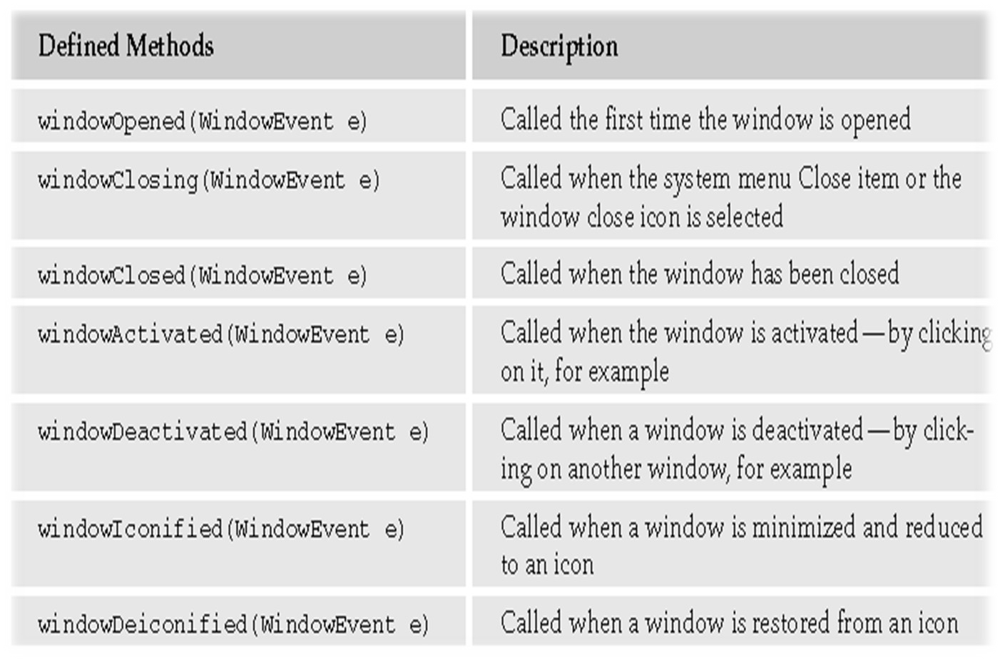 Defined Methods Description
windowOpened(WindowEvent e) Called the first time the window is opened
windowClosing(WindowEvent e) Called when the system menu Close item or the
window close icon is selected
windowClosed(WindowEvent e) Called when the window has been closed
windowActivated(WindowEvent e) Called when the window is activated—by clicking
on it, for example
windowDeactivated(WindowEvent e) Called when a window is deactivated—by click-
ing on another window, for example
windowIconified(WindowEvent e) Called when a window is minimized and reduced
to an icon
windowDeiconified(WindowEvent e) Called when a window is restored from an icon